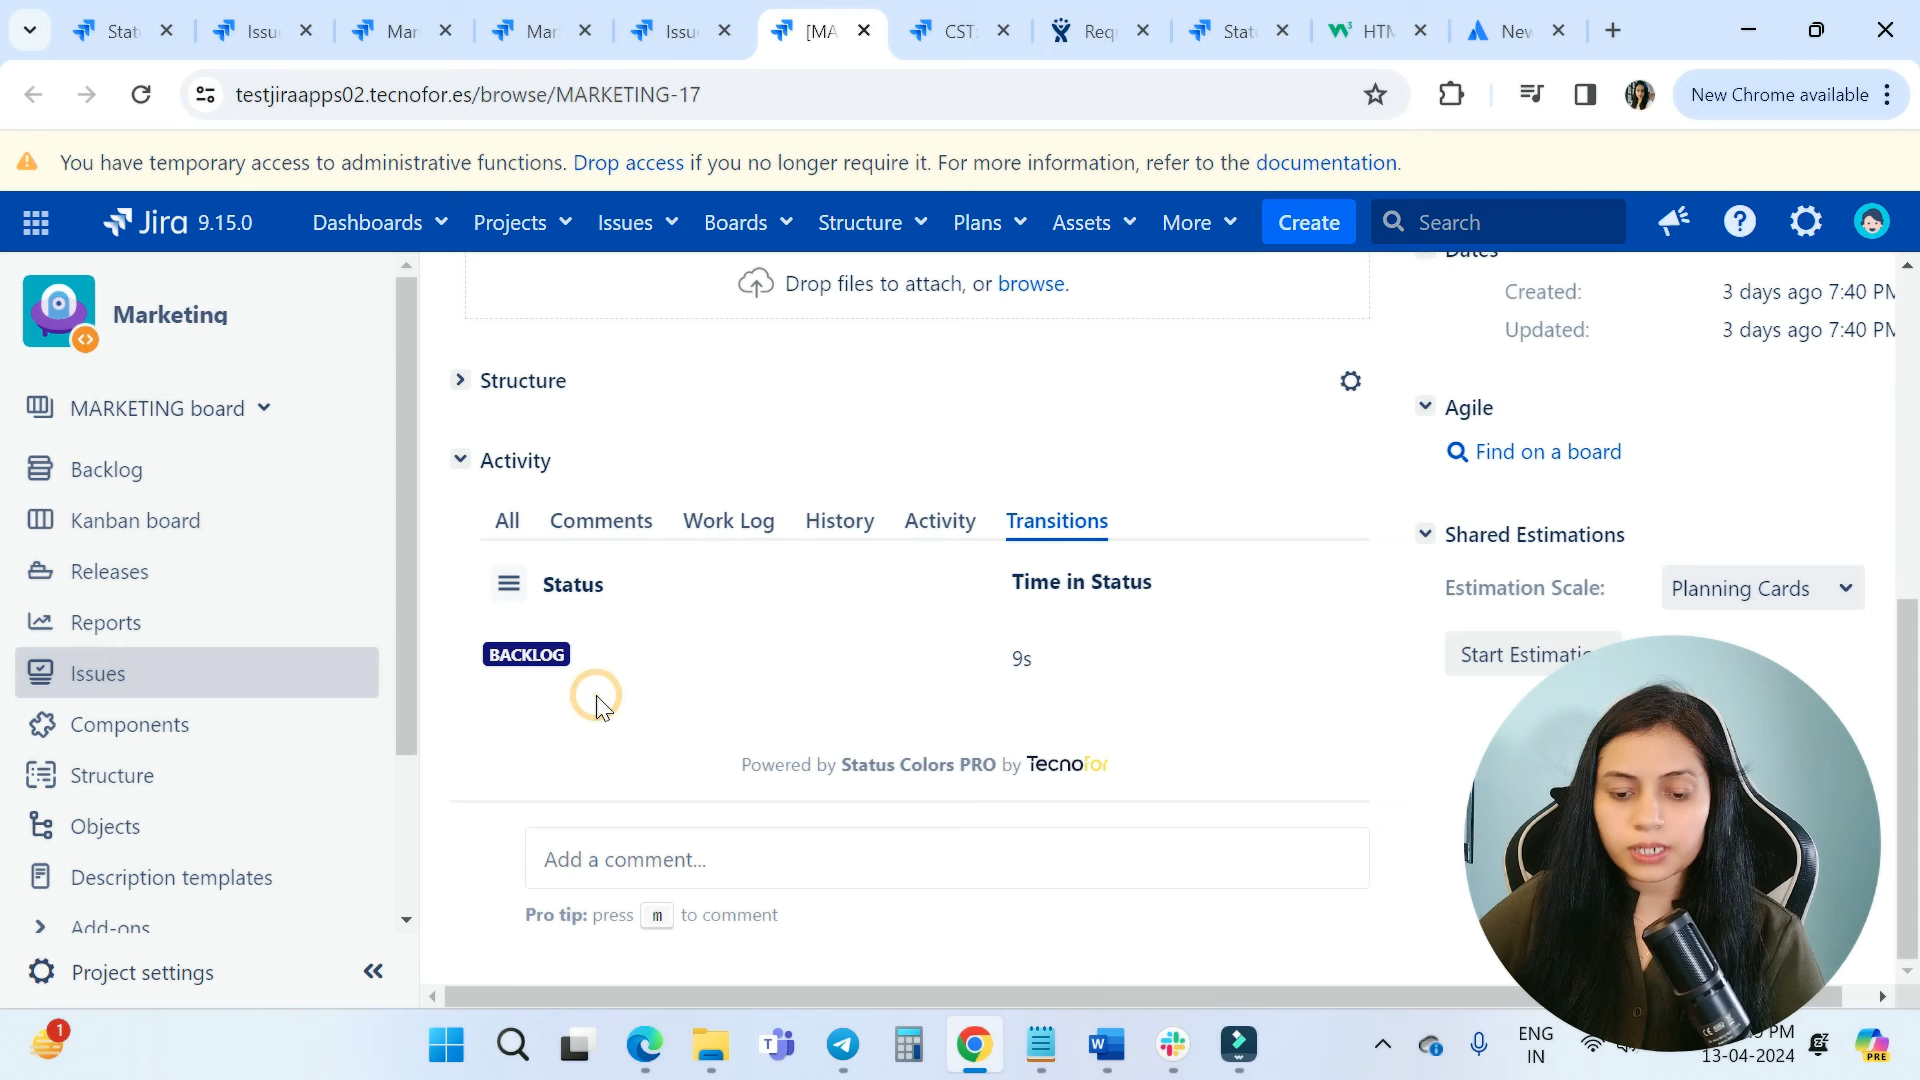 Stat
Issu
Mar
Mar
Issu
[MA
CST:
Req
Stat
HTM
New
testjiraapps02.tecnofor.es/browse/MARKETING-17
New Chrome available
You have temporary access to administrative functions. Drop access if you no longer require it. For more information, refer to the documentation.
Jira 9.15.0
Dashboards
Projects
Issues
Boards
Structure
Plans
Assets
More
Create
Search
Marketing
MARKETING board
Backlog
Kanban board
Releases
Reports
Issues
Components
Structure
Objects
Description templates
Add-ons
Project settings
Drop files to attach, or browse.
Structure
Activity
All
Comments
Work Log
History
Activity
Transitions
Status
Time in Status
BACKLOG
9s
Powered by Status Colors PRO by Tecnofor
Add a comment...
Pro tip: press m to comment
Dates
Created: 3 days ago 7:40 PM
Updated: 3 days ago 7:40 PM
Agile
Find on a board
Shared Estimations
Estimation Scale: Planning Cards
Start Estimatio
1
ENG
IN
PM
13-04-2024
PRE